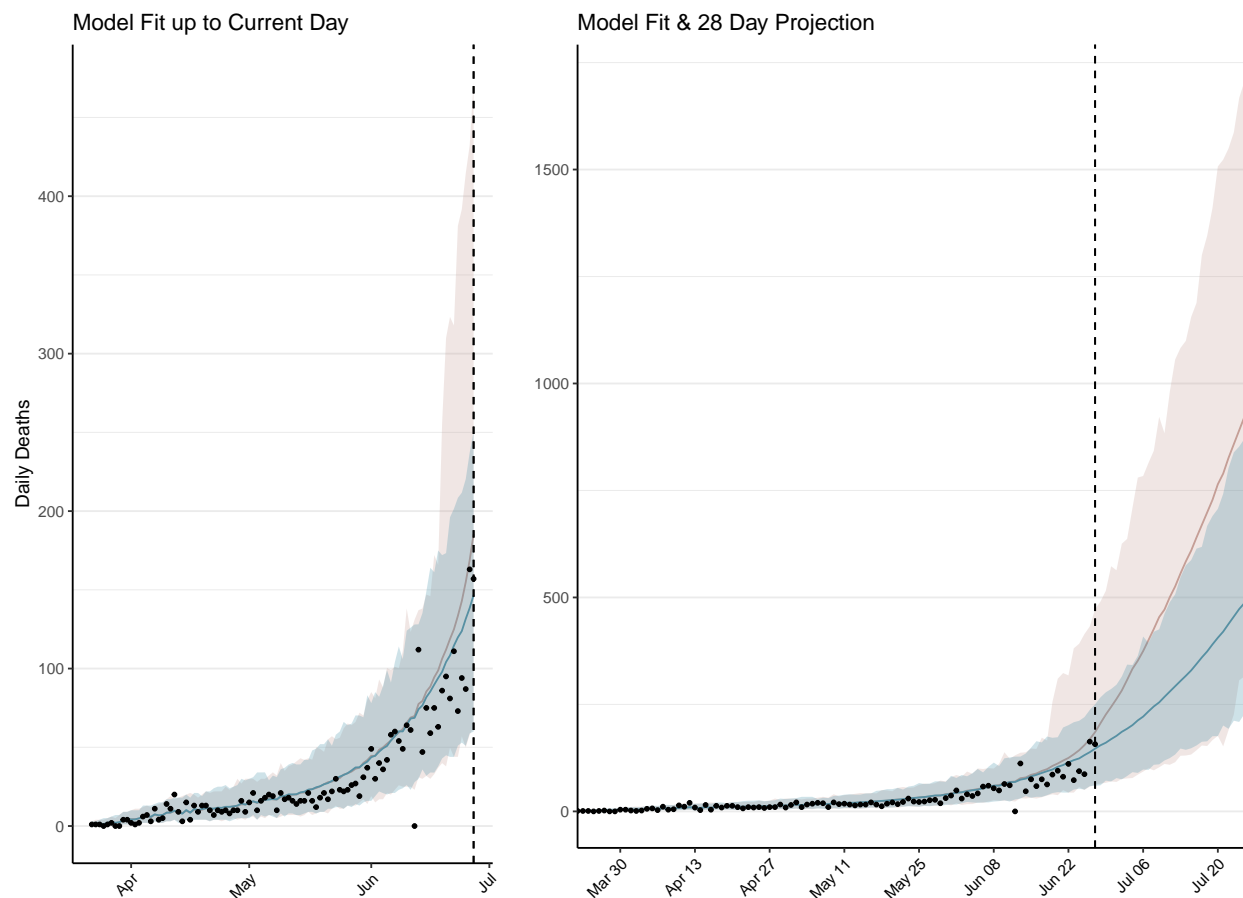 Model Fit up to Current Day
Daily Deaths
400
300
200
100
0
Apr
May
Jun
Jul
Model Fit & 28 Day Projection
1500
1000
500
0
Mar 30
Apr 13
Apr 27
May 11
May 25
Jun 08
Jun 22
Jul 06
Jul 20